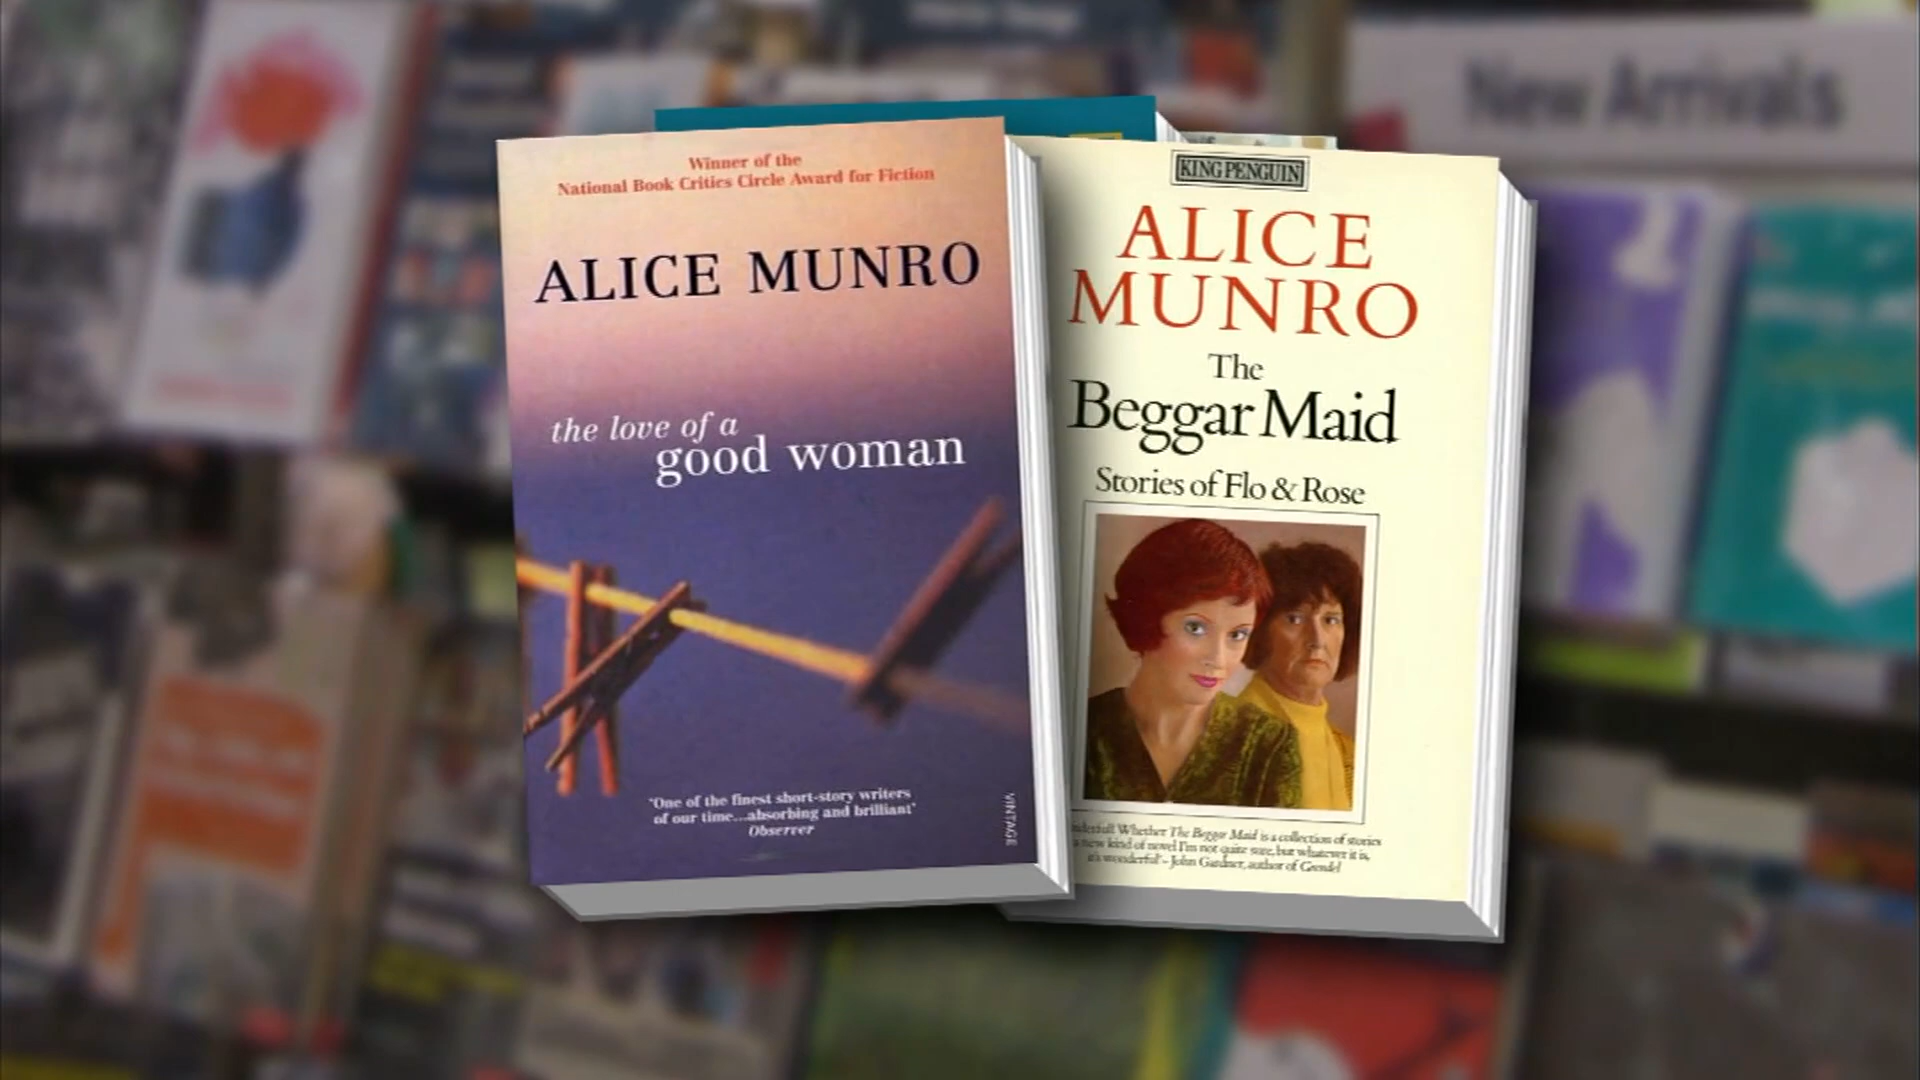 New Arrivals
Winner of the
National Book Critics Circle Award for Fiction
ALICE MUNRO
the love of a
good woman
'One of the finest short-story writers
of our time...absorbing and brilliant'
Observer
VINTAGE
KING PENGUIN
ALICE
MUNRO
The
Beggar Maid
Stories of Flo & Rose
Whether The Beggar Maid is a collection of stories
new kind of novel I'm not quite sure, but whatever it is,
it's wonderful' – John Gardner, author of Grendel